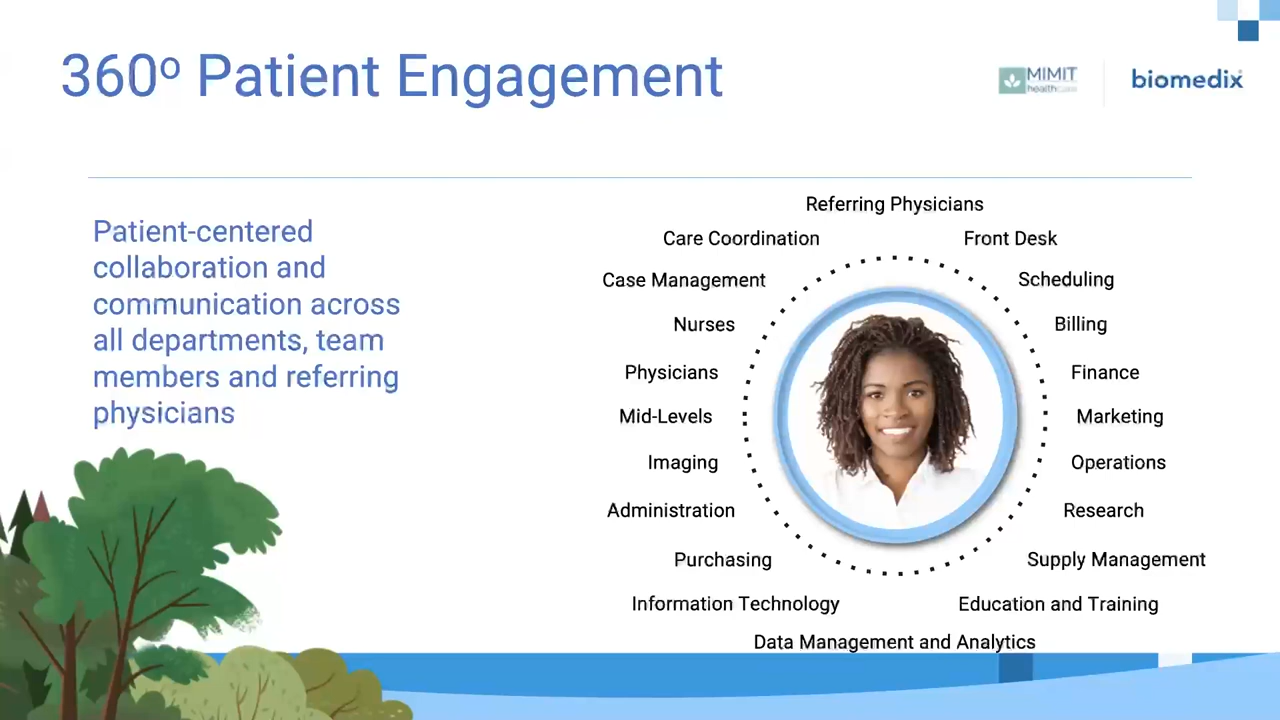 360º Patient Engagement
MIMIT
healthcare
biomedix
Patient-centered
collaboration and
communication across
all departments, team
members and referring
physicians
Referring Physicians
Care Coordination
Front Desk
Case Management
Scheduling
Nurses
Billing
Physicians
Finance
Mid-Levels
Marketing
Imaging
Operations
Administration
Research
Purchasing
Supply Management
Information Technology
Education and Training
Data Management and Analytics